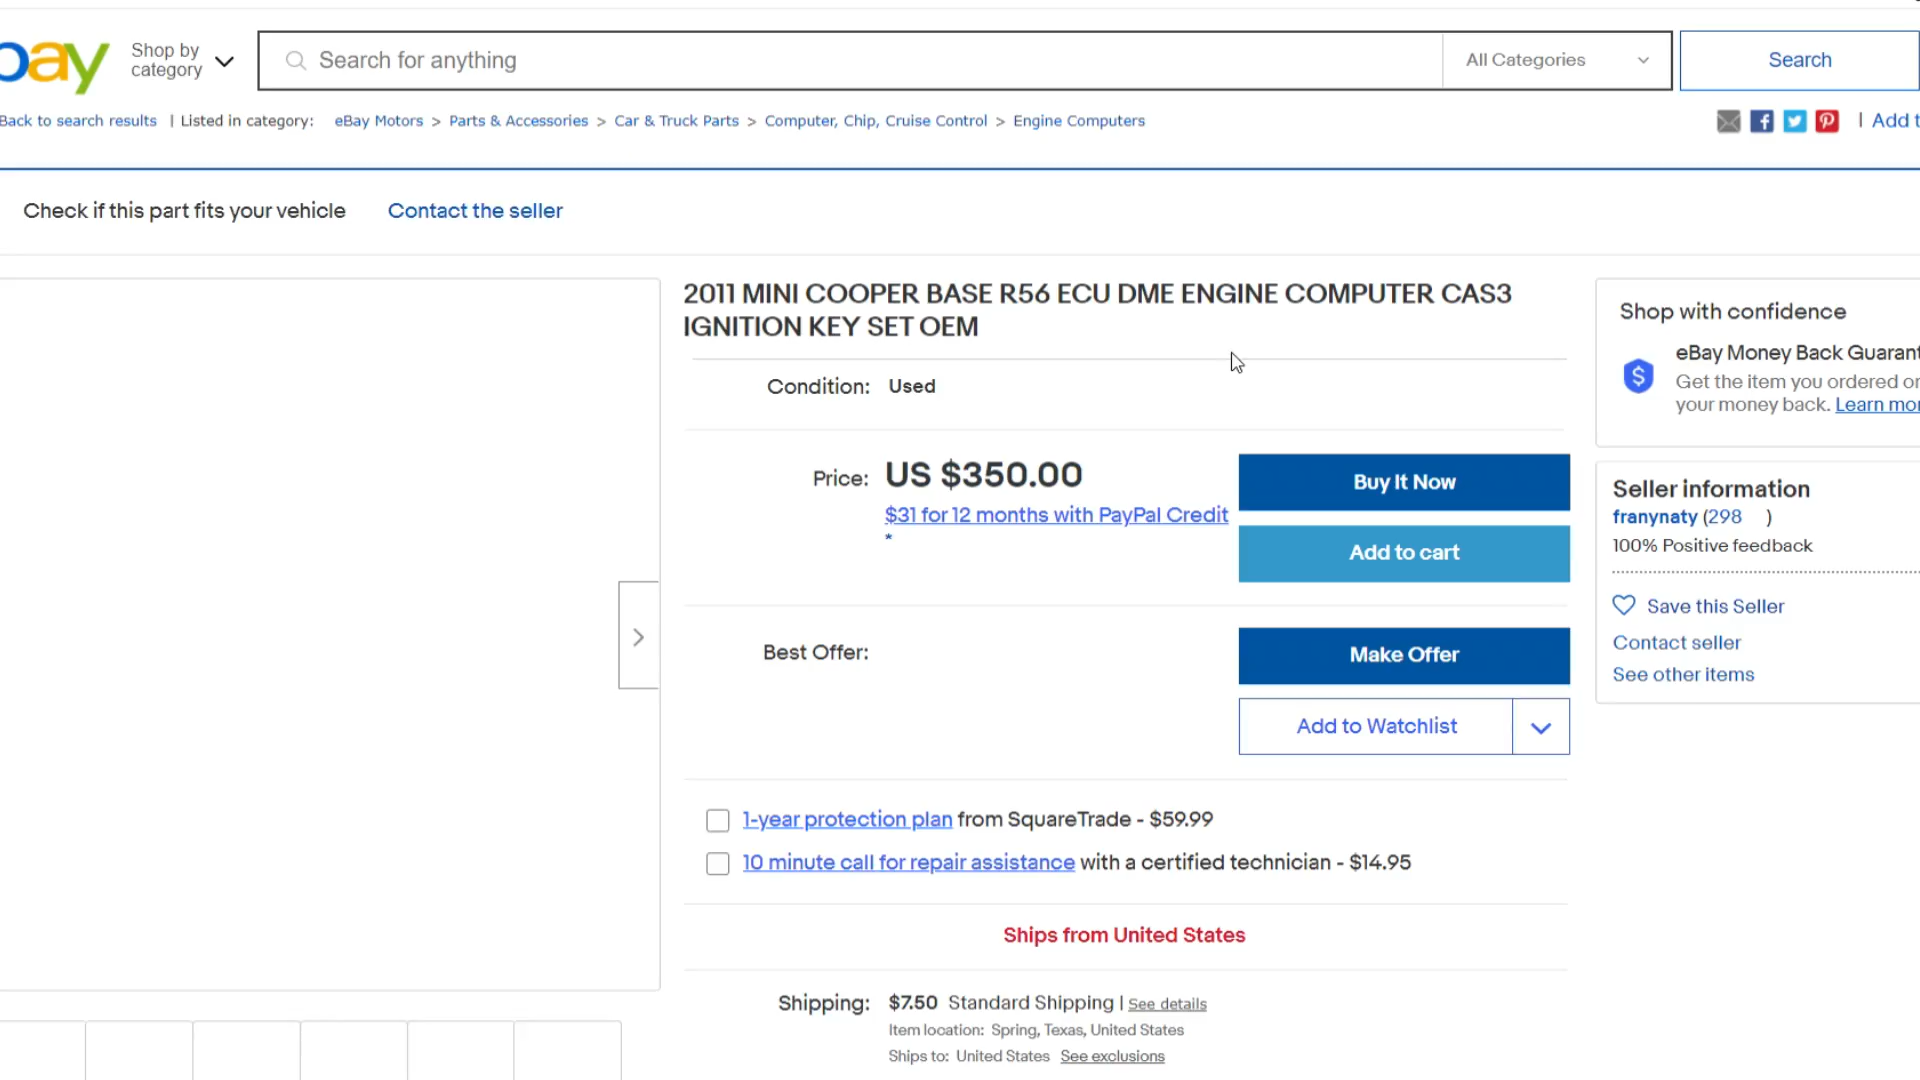 bay
Shop by
category
Search for anything
All Categories
Search
Back to search results | Listed in category: eBay Motors > Parts & Accessories > Car & Truck Parts > Computer, Chip, Cruise Control > Engine Computers
| Add t
Check if this part fits your vehicle
Contact the seller
2011 MINI COOPER BASE R56 ECU DME ENGINE COMPUTER CAS3
IGNITION KEY SET OEM
Condition: Used
Price: US $350.00
$31 for 12 months with PayPal Credit
*
Buy It Now
Add to cart
Best Offer:
Make Offer
Add to Watchlist
1-year protection plan from SquareTrade - $59.99
10 minute call for repair assistance with a certified technician - $14.95
Ships from United States
Shipping: $7.50 Standard Shipping | See details
Item location: Spring, Texas, United States
Ships to: United States See exclusions
Shop with confidence
eBay Money Back Guarant
Get the item you ordered or
your money back. Learn mor
Seller information
franynaty (298 )
100% Positive feedback
Save this Seller
Contact seller
See other items